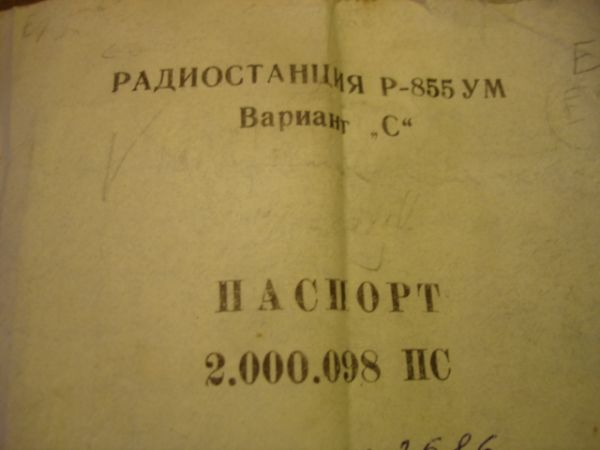 РАДИОСТАНЦИЯ Р-855 УМ
Вариант „С“
ПАСПОРТ
2.000.098 ПС